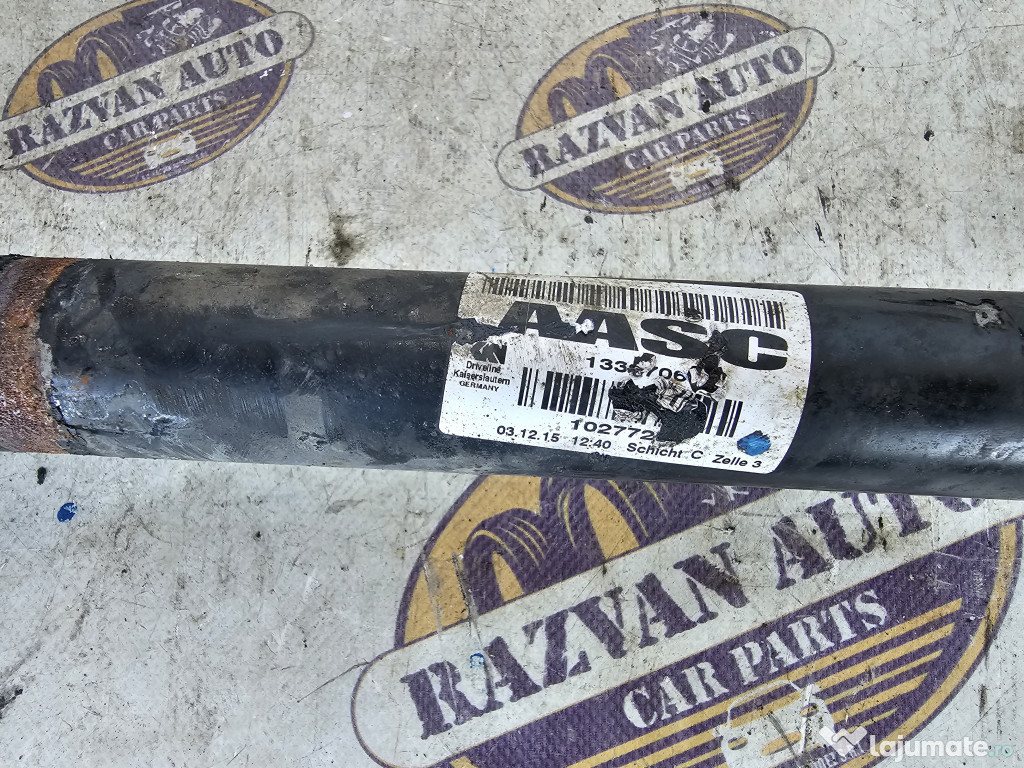 RAZVAN AUTO
CAR PARTS
RAZVAN AUTO
CAR PARTS
AASC
Driveline
Kaiserslautern
GERMANY
03.12.15 12:40 Schicht C Zelle 3
RAZVAN AUTO
CAR PARTS
lajumate